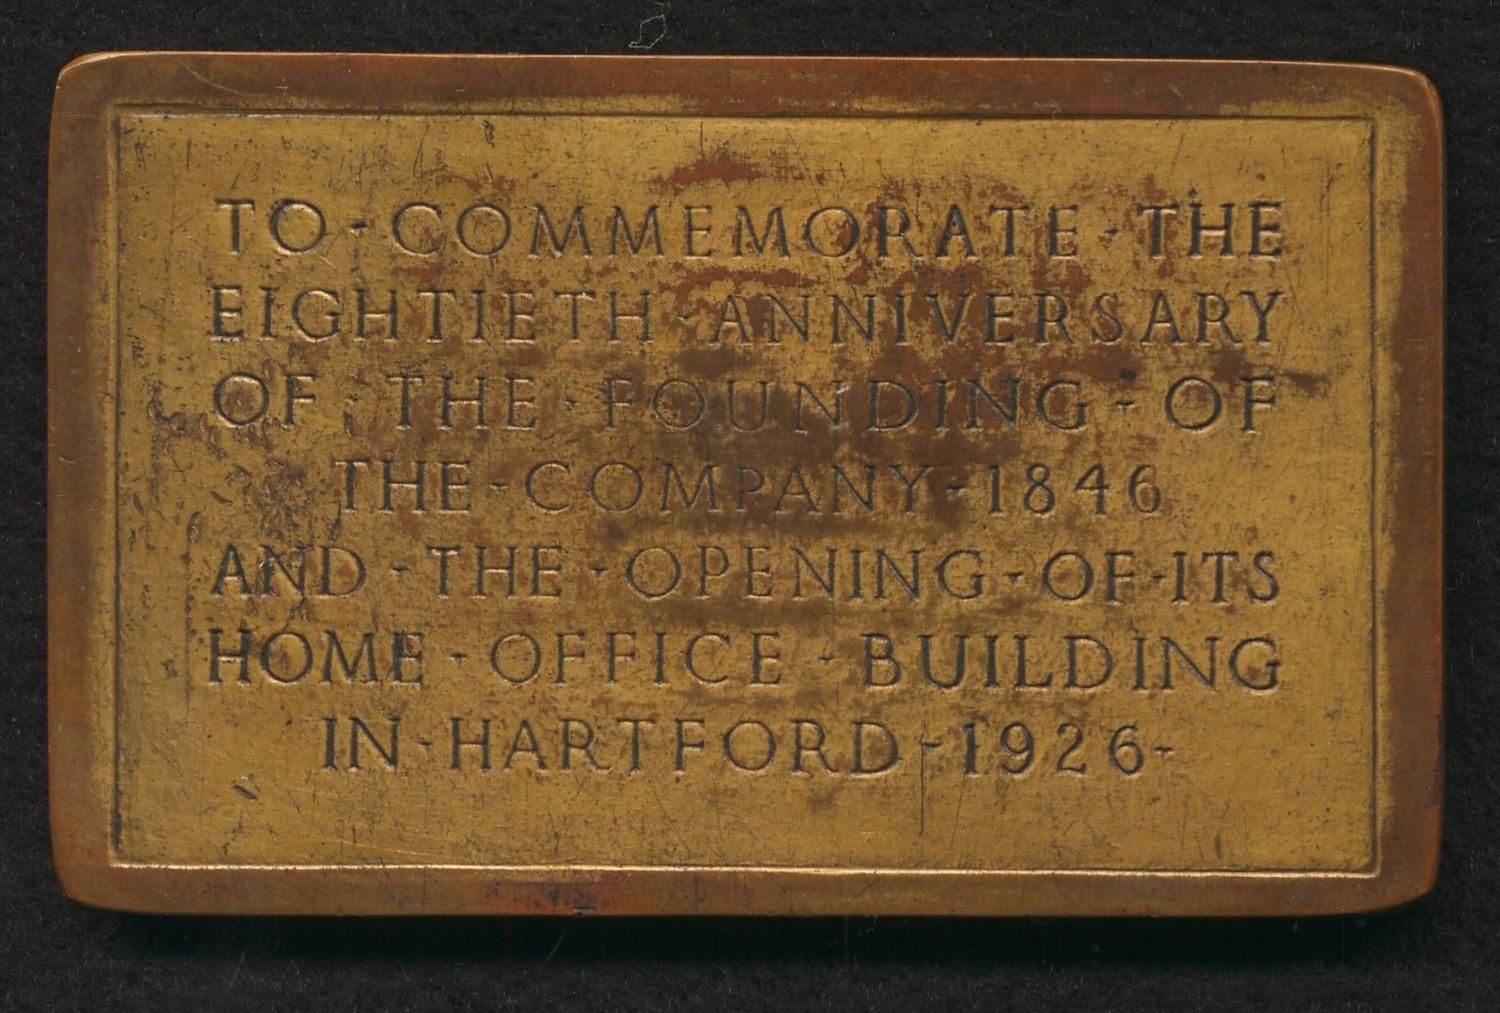 TO·COMMEMORATE·THE
EIGHTIETH·ANNIVERSARY
OF·THE·FOUNDING·OF
THE·COMPANY·1846
AND·THE·OPENING·OF·ITS
HOME·OFFICE·BUILDING
IN·HARTFORD·1926·